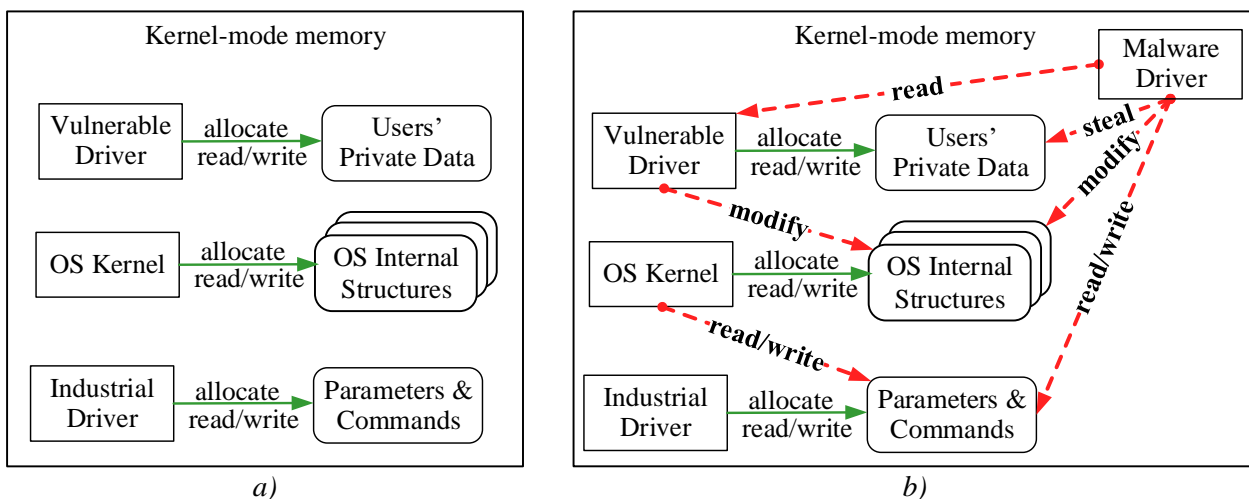 Kernel-mode memory
Vulnerable
Driver
allocate
read/write
Users’
Private Data
OS Kernel
allocate
read/write
OS Internal
Structures
Industrial
Driver
allocate
read/write
Parameters &
Commands
a)
Kernel-mode memory
Malware
Driver
read
steal
modify
Vulnerable
Driver
allocate
read/write
Users’
Private Data
modify
OS Kernel
allocate
read/write
OS Internal
Structures
read/write
read/write
Industrial
Driver
allocate
read/write
Parameters &
Commands
b)